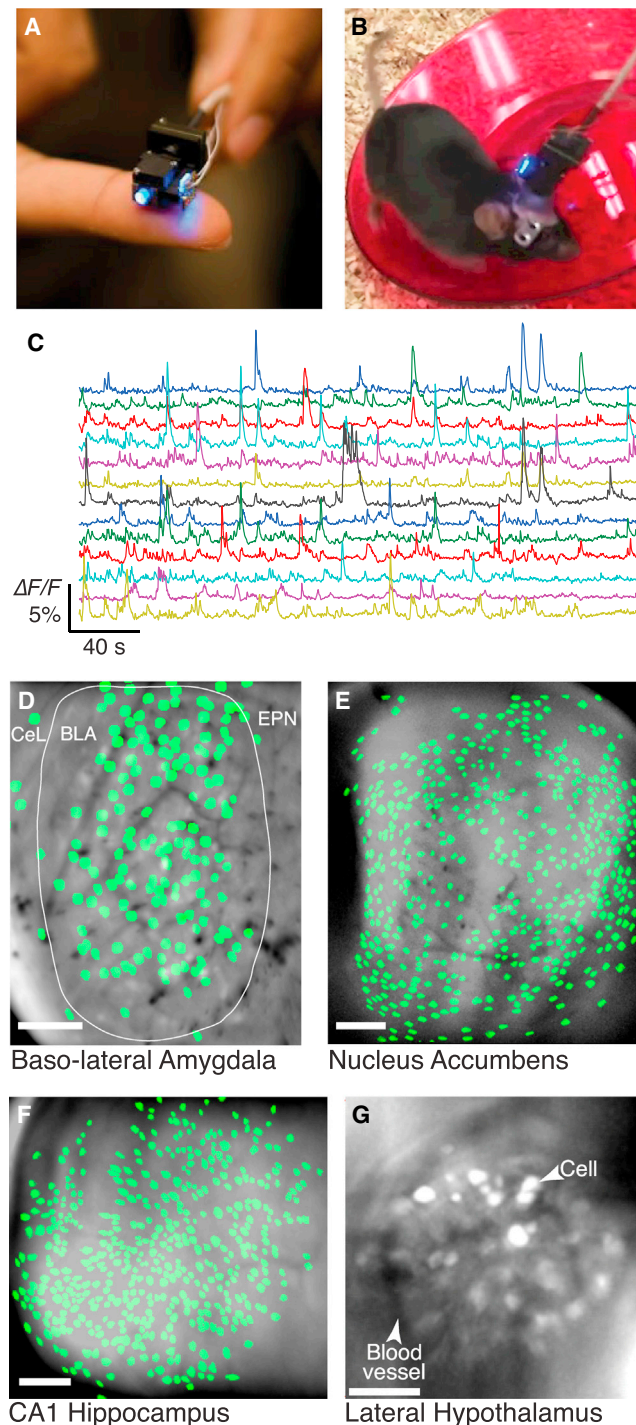 A
B
C
ΔF/F
5%
40 s
D
CeL
BLA
EPN
E
Baso-lateral Amygdala
Nucleus Accumbens
F
G
Cell
Blood
vessel
CA1 Hippocampus
Lateral Hypothalamus